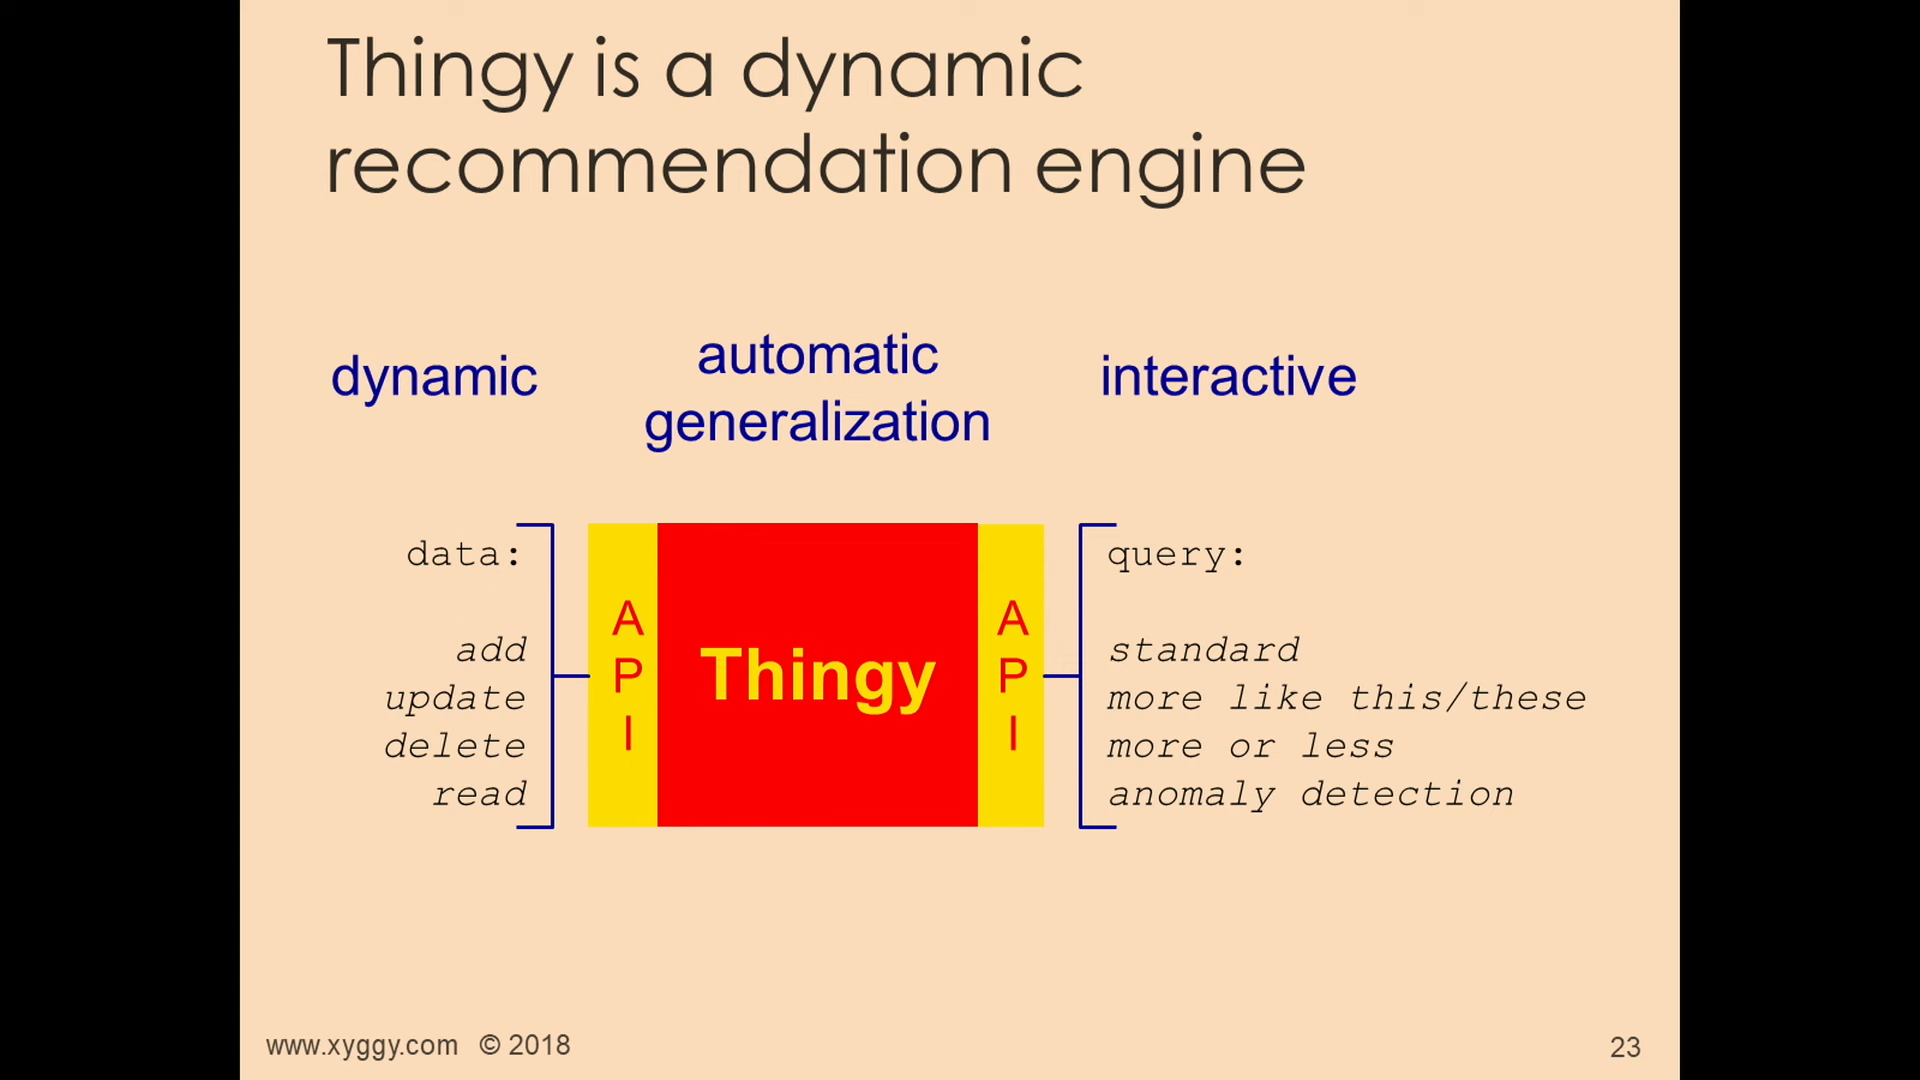 Thingy is a dynamic
recommendation engine
dynamic
automatic
generalization
interactive
data:
add
update
delete
read
A
P
I
Thingy
A
P
I
query:
standard
more like this/these
more or less
anomaly detection
www.xyggy.com © 2018
23